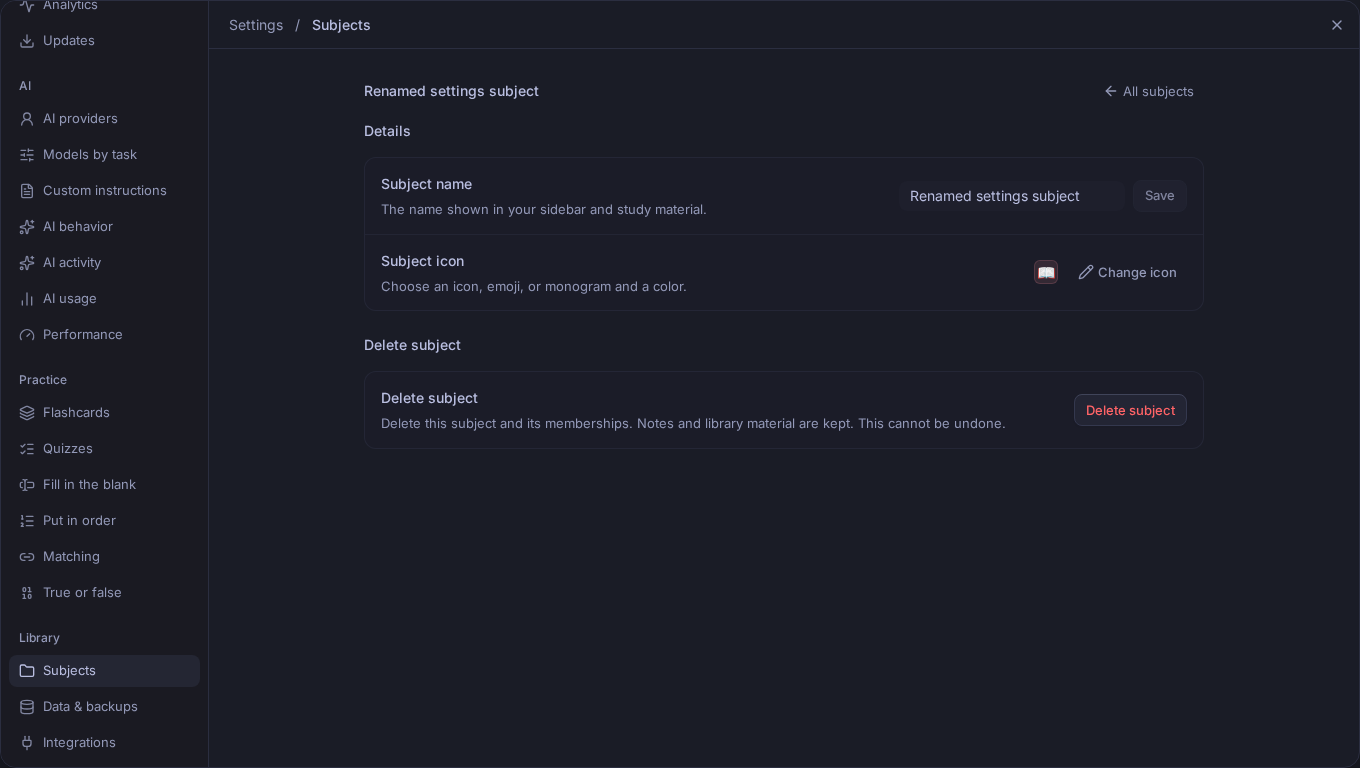 Analytics
Updates
AI
AI providers
Models by task
Custom instructions
AI behavior
AI activity
AI usage
Performance
Practice
Flashcards
Quizzes
Fill in the blank
Put in order
Matching
True or false
Library
Subjects
Data & backups
Integrations
Settings / Subjects
Renamed settings subject
All subjects
Details
Subject name
The name shown in your sidebar and study material.
Renamed settings subject
Save
Subject icon
Choose an icon, emoji, or monogram and a color.
Change icon
Delete subject
Delete subject
Delete this subject and its memberships. Notes and library material are kept. This cannot be undone.
Delete subject